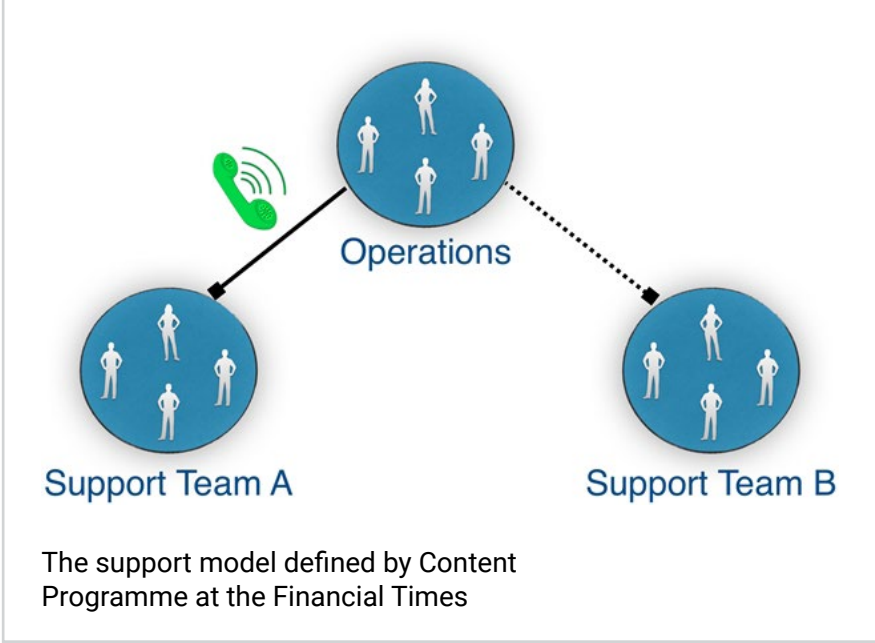 Operations
Support Team A
Support Team B
The support model defined by Content
Programme at the Financial Times